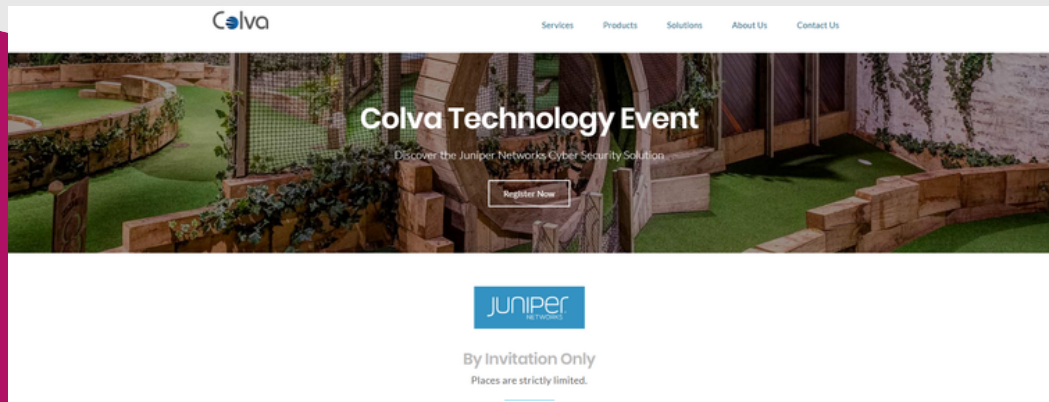 Colva
Services Products Solutions About Us Contact Us
Colva Technology Event
Discover the Juniper Networks Cyber Security Solution
Register Now
JUNIPER
NETWORKS
By Invitation Only
Places are strictly limited.